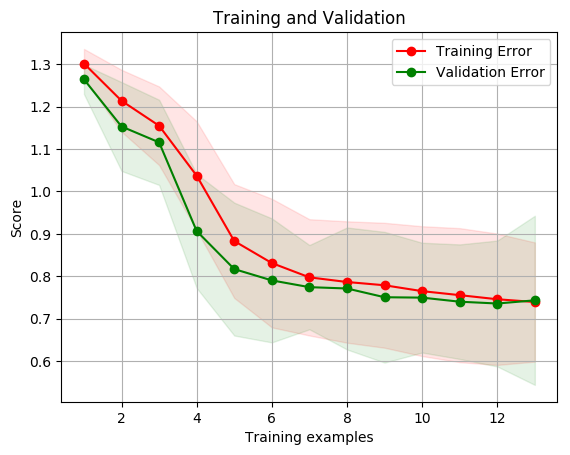 Training and Validation
Training Error
Validation Error
Score
1.3
1.2
1.1
1.0
0.9
0.8
0.7
0.6
2
4
6
8
10
12
Training examples